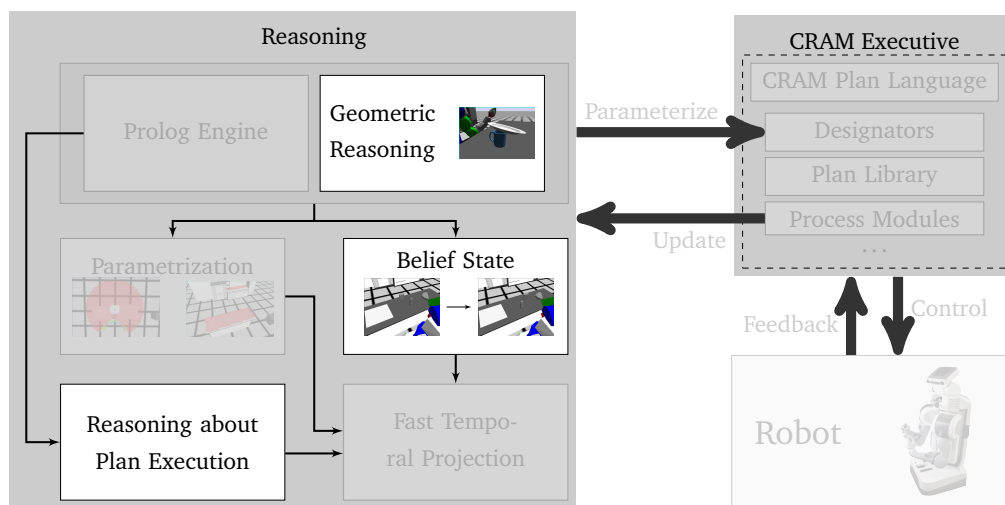 Reasoning
Prolog Engine
Geometric
Reasoning
Parametrization
Belief State
Reasoning about
Plan Execution
Fast Tempo-
ral Projection
Parameterize
Update
CRAM Executive
CRAM Plan Language
Designators
Plan Library
Process Modules
...
Feedback
Control
Robot